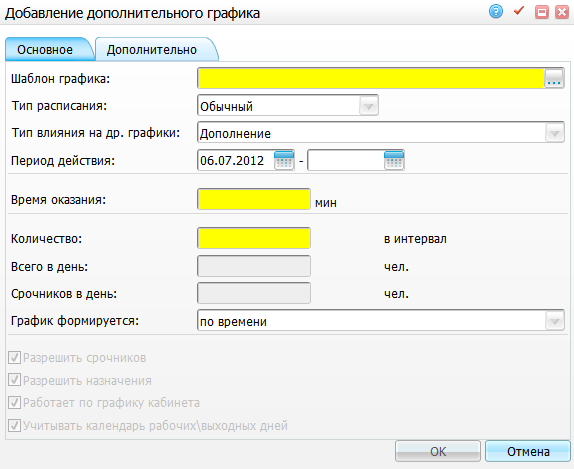 Добавление дополнительного графика
Основное Дополнительно
Шаблон графика: ...
Тип расписания: Обычный
Тип влияния на др. графики: Дополнение
Период действия: 06.07.2012 -
Время оказания: мин
Количество: в интервал
Всего в день: чел.
Срочников в день: чел.
График формируется: по времени
Разрешить срочников
Разрешить назначения
Работает по графику кабинета
Учитывать календарь рабочих\выходных дней
OK Отмена